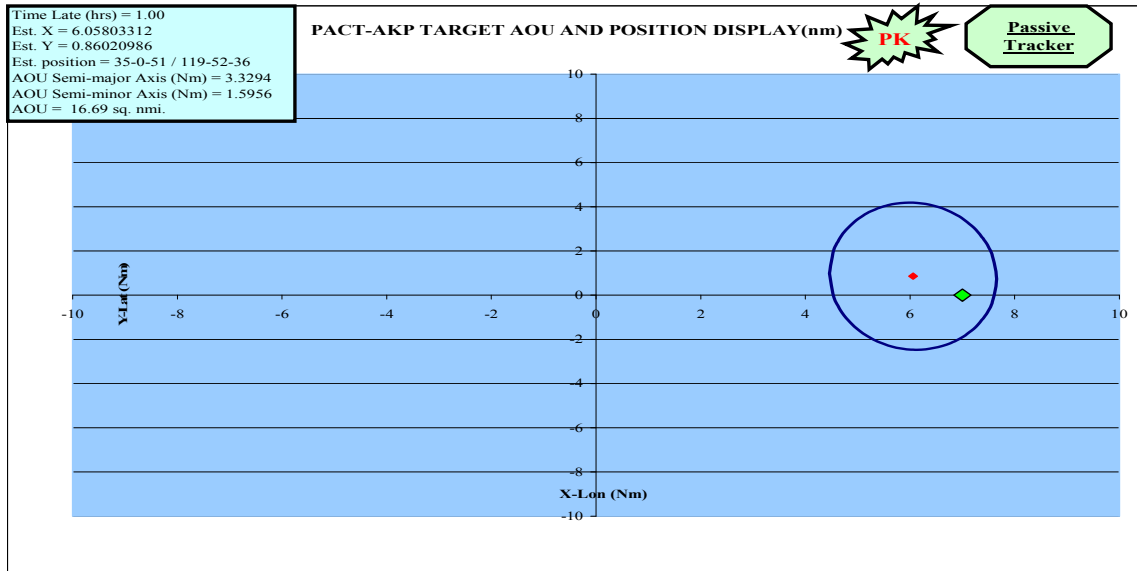 Time Late (hrs) = 1.00
Est. X = 6.05803312
Est. Y = 0.86020986
Est. position = 35-0-51 / 119-52-36
AOU Semi-major Axis (Nm) = 3.3294
AOU Semi-minor Axis (Nm) = 1.5956
AOU = 16.69 sq. nmi.
PACT-AKP TARGET AOU AND POSITION DISPLAY(nm)
PK
Passive
Tracker
10
8
6
4
2
0
-2
-4
-6
-8
-10
-10 -8 -6 -4 -2 0 2 4 6 8 10
Y-Lat (Nm)
X-Lon (Nm)